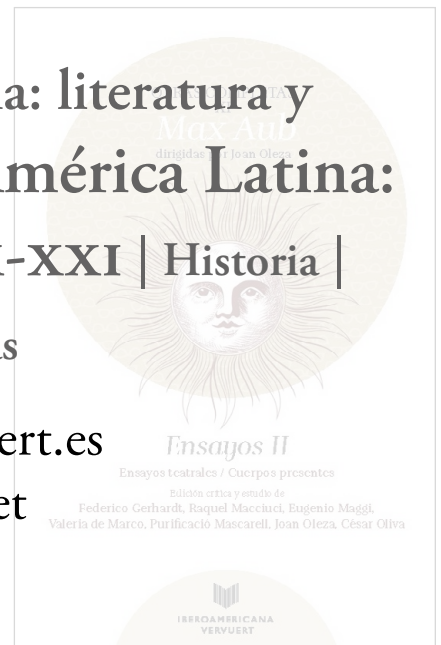 a: literatura y
Max Aub
dirigidas por Joan Oleza
mérica Latina:
I-XXI | Historia |
as
Ensayos II
ert.es
Ensayos teatrales / Cuerpos presentes
Edición crítica y estudio de
et
Federico Gerhardt, Raquel Macciuci, Eugenio Maggi,
Valeria de Marco, Purificació Mascarell, Joan Oleza, César Oliva
IBEROAMERICANA
VERVUERT